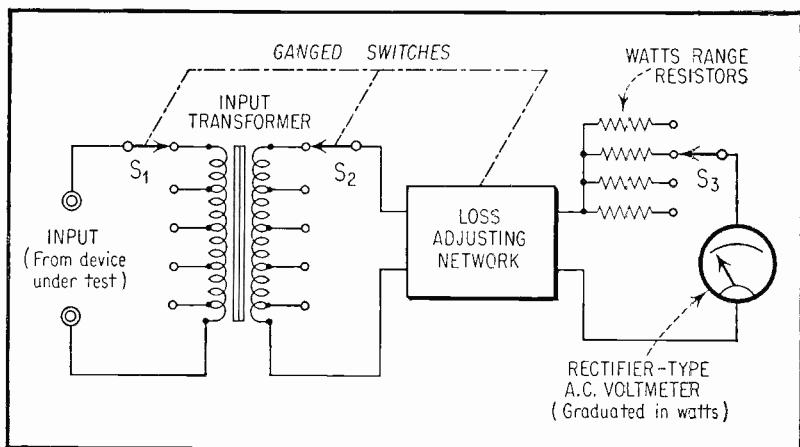 GANGED SWITCHES
WATTS RANGE
RESISTORS
INPUT
TRANSFORMER
S1
S2
S3
INPUT
(From device
under test)
LOSS
ADJUSTING
NETWORK
RECTIFIER-TYPE
A.C. VOLTMETER
(Graduated in watts)